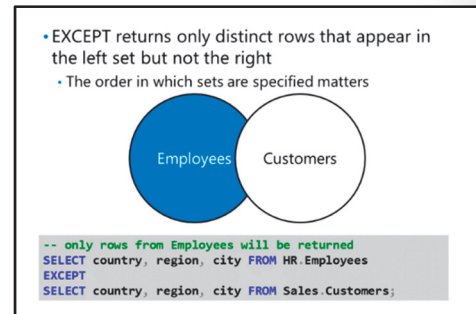 • EXCEPT returns only distinct rows that appear in
the left set but not the right
• The order in which sets are specified matters
Employees
Customers
-- only rows from Employees will be returned
SELECT country, region, city FROM HR.Employees
EXCEPT
SELECT country, region, city FROM Sales.Customers;